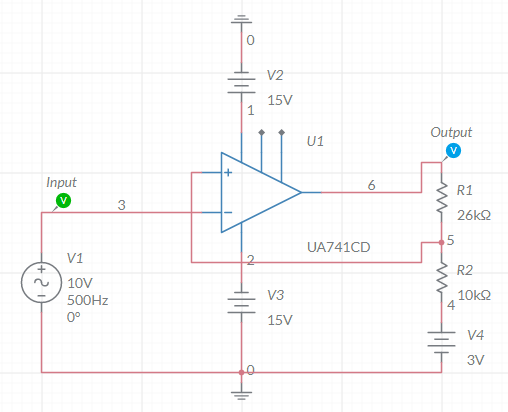 0
V2
15V
1
U1
Output
V
+
Input
V
3
6
R1
26kΩ
−
UA741CD
5
2
V1
10V
500Hz
0°
+
−
V3
15V
R2
10kΩ
4
V4
3V
0